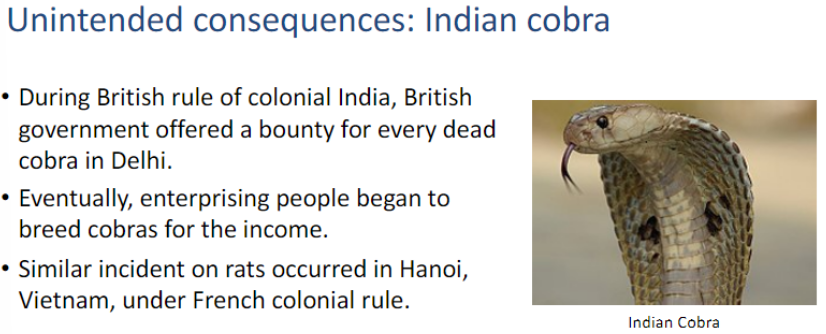 Unintended consequences: Indian cobra
• During British rule of colonial India, British
government offered a bounty for every dead
cobra in Delhi.
• Eventually, enterprising people began to
breed cobras for the income.
• Similar incident on rats occurred in Hanoi,
Vietnam, under French colonial rule.
Indian Cobra